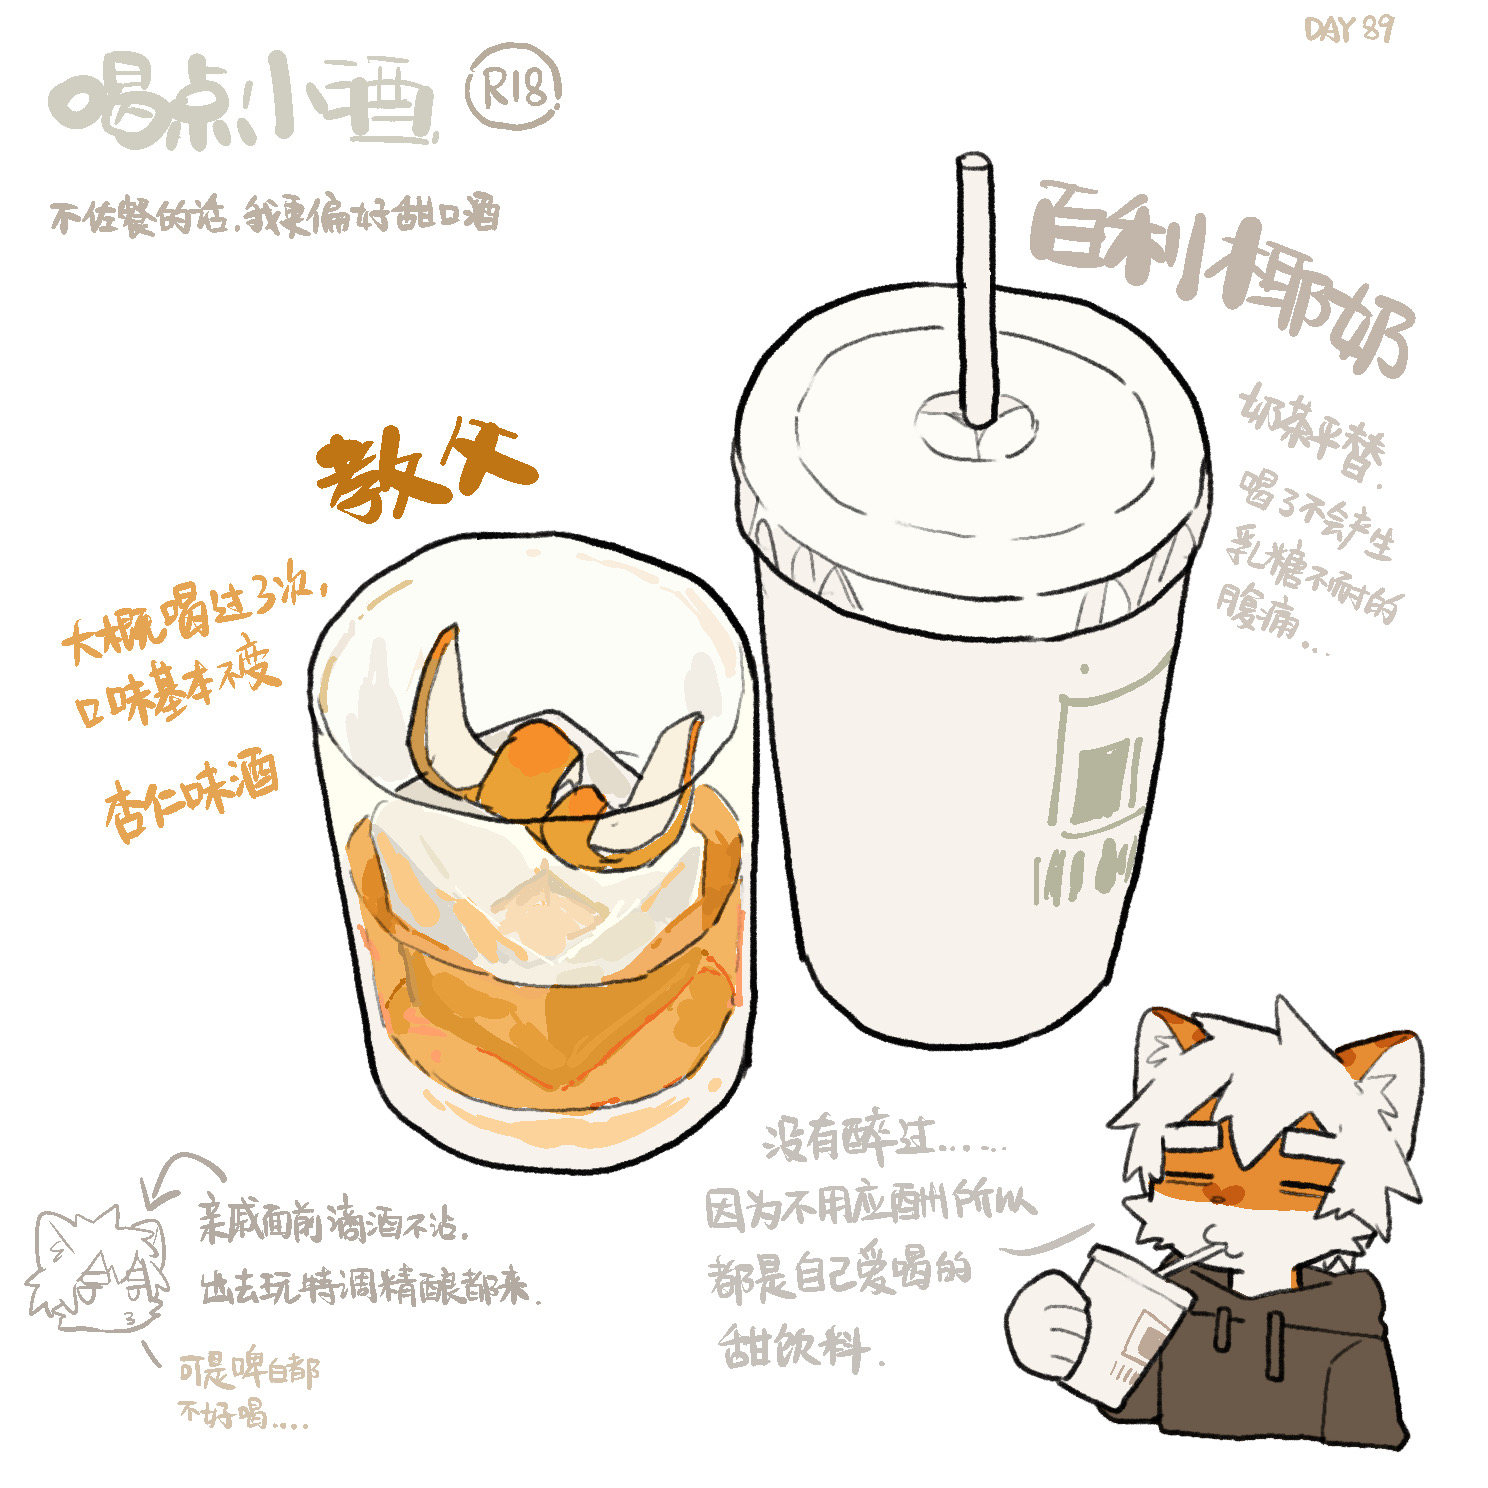 DAY 89
喝点小酒
R18
不佐餐的话，我更偏好甜口酒
百利椰奶
奶茶平替.
喝了不会产生
乳糖不耐的
腹痛...
教父
大概喝过3次，
口味基本不变
杏仁味酒
没有醉过......
因为不用应酬所以
都是自己爱喝的
甜饮料.
亲戚面前滴酒不沾.
出去玩特调精酿都来.
可是啤白都
不好喝....